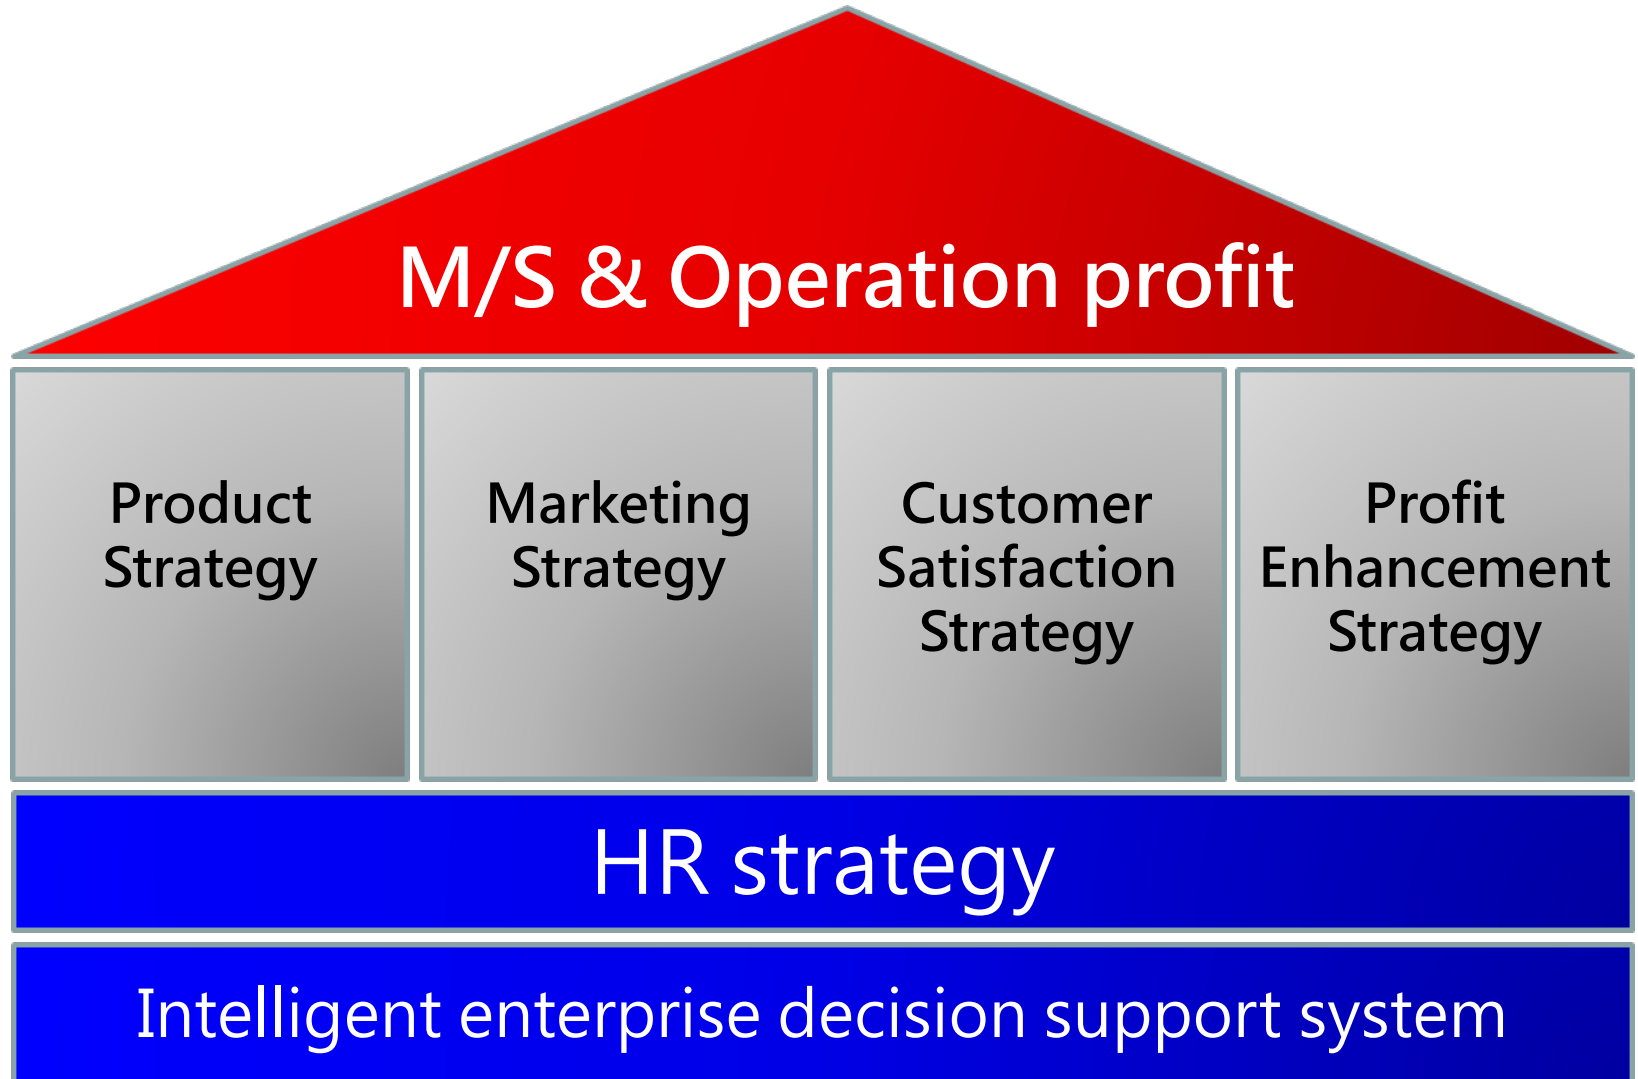 M/S & Operation profit
Product
Strategy
Marketing
Strategy
Customer
Satisfaction
Strategy
Profit
Enhancement
Strategy
HR strategy
Intelligent enterprise decision support system